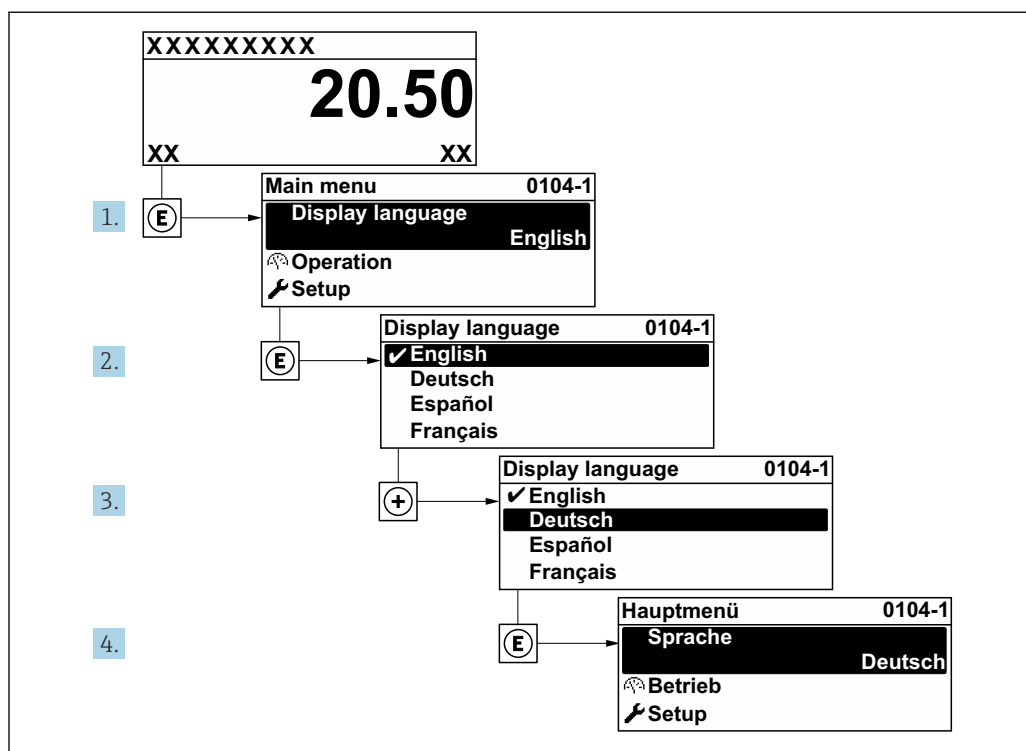 XXXXXXXXX
20.50
XX XX
1. E Main menu 0104-1
Display language
English
Operation
Setup
2. E Display language 0104-1
✔ English
Deutsch
Español
Français
3. + Display language 0104-1
✔ English
Deutsch
Español
Français
4. E Hauptmenü 0104-1
Sprache
Deutsch
Betrieb
Setup